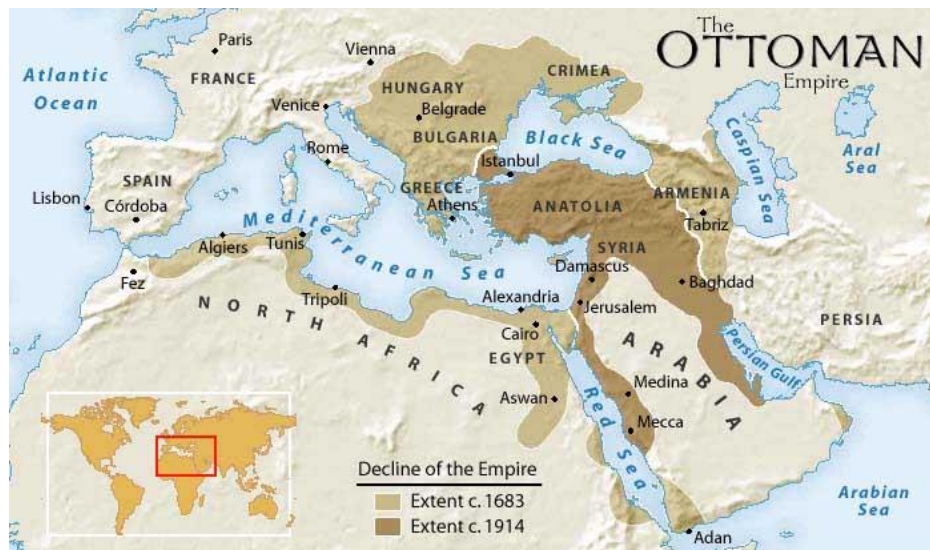 The
OTTOMAN
Empire
Paris
Vienna
FRANCE
Atlantic
Ocean
CRIMEA
HUNGARY
Venice
Belgrade
BULGARIA
Black Sea
Caspian Sea
Aral
Sea
Rome
Istanbul
SPAIN
Lisbon
Córdoba
GREECE
Athens
ANATOLIA
ARMENIA
Tabriz
Mediterranean Sea
Algiers
Tunis
SYRIA
Damascus
Baghdad
Fez
Tripoli
Alexandria
Jerusalem
PERSIA
NORTH AFRICA
Cairo
EGYPT
ARABIA
Persian Gulf
Aswan
Medina
Red Sea
Mecca
Decline of the Empire
Extent c. 1683
Extent c. 1914
Arabian
Sea
Adan